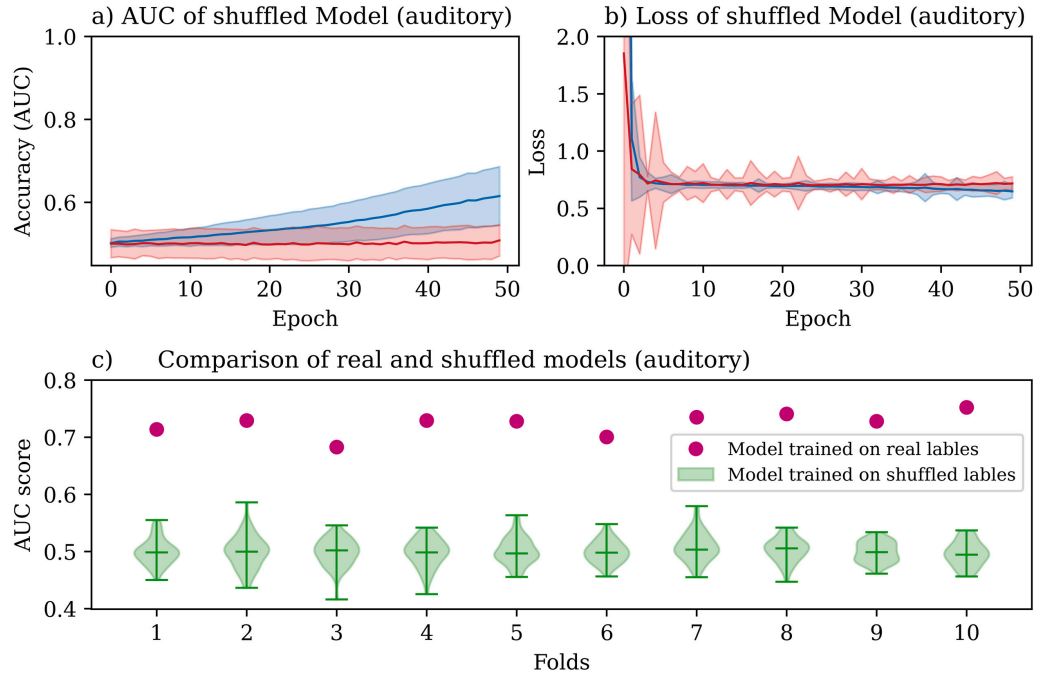 a) AUC of shuffled Model (auditory)
b) Loss of shuffled Model (auditory)
1.0
0.8
0.6
Accuracy (AUC)
0 10 20 30 40 50
Epoch
2.0
1.5
1.0
0.5
0.0
Loss
0 10 20 30 40 50
Epoch
c) Comparison of real and shuffled models (auditory)
0.8
0.7
0.6
0.5
0.4
AUC score
Model trained on real lables
Model trained on shuffled lables
1 2 3 4 5 6 7 8 9 10
Folds